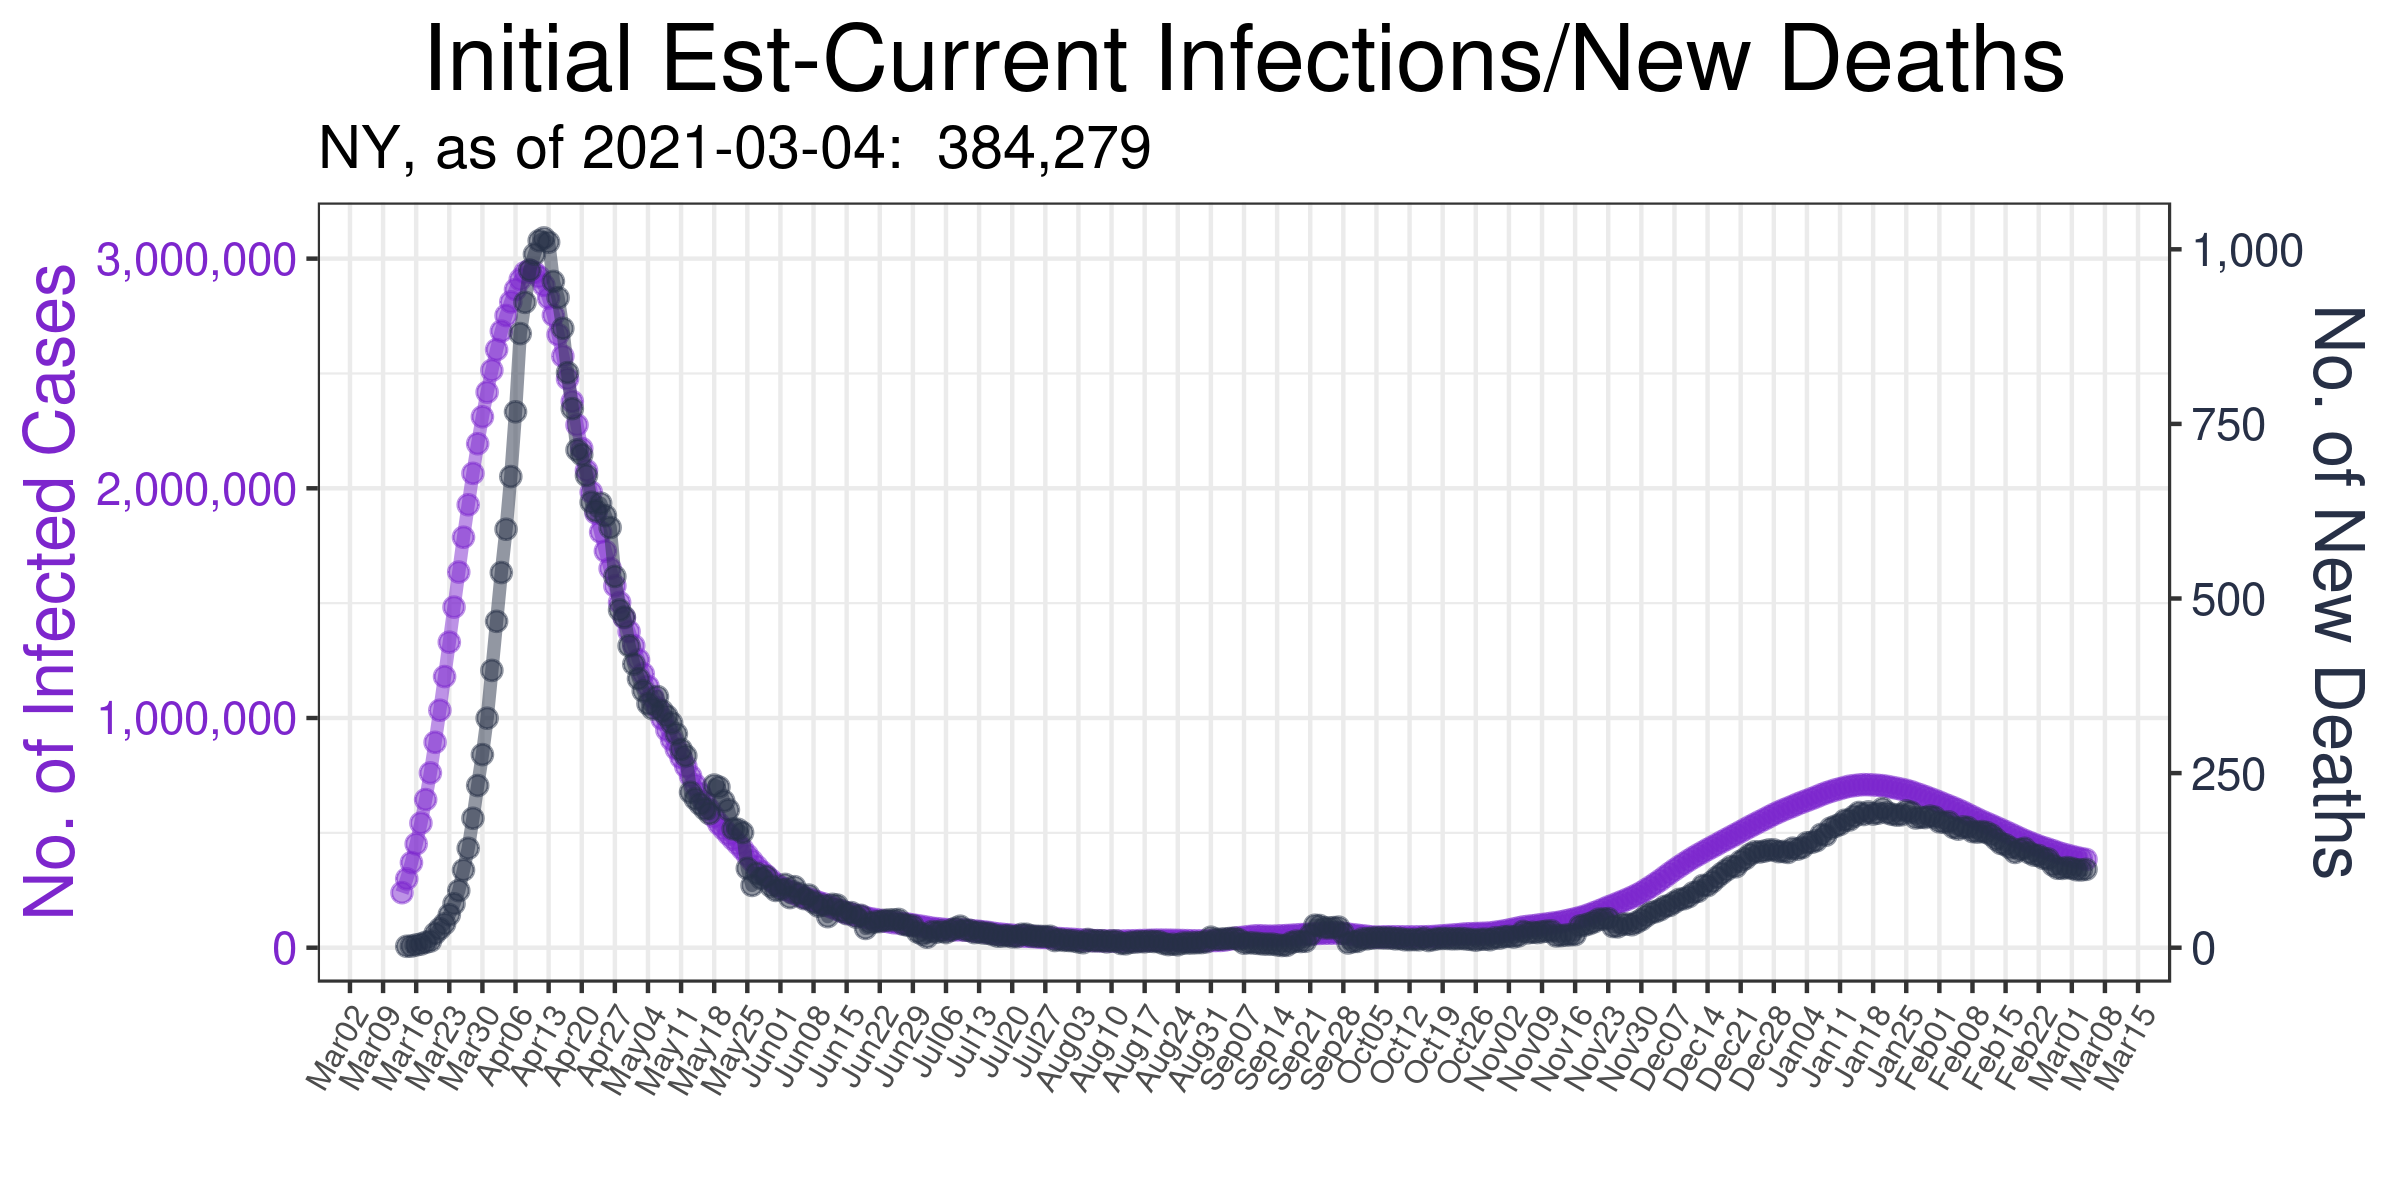 Initial Est-Current Infections/New Deaths
NY, as of 2021-03-04:  384,279
No. of Infected Cases
3,000,000
2,000,000
1,000,000
0
1,000
750
500
250
0
No. of New Deaths
Mar02
Mar09
Mar16
Mar23
Mar30
Apr06
Apr13
Apr20
Apr27
May04
May11
May18
May25
Jun01
Jun08
Jun15
Jun22
Jun29
Jul06
Jul13
Jul20
Jul27
Aug03
Aug10
Aug17
Aug24
Aug31
Sep07
Sep14
Sep21
Sep28
Oct05
Oct12
Oct19
Oct26
Nov02
Nov09
Nov16
Nov23
Nov30
Dec07
Dec14
Dec21
Dec28
Jan04
Jan11
Jan18
Jan25
Feb01
Feb08
Feb15
Feb22
Mar01
Mar08
Mar15